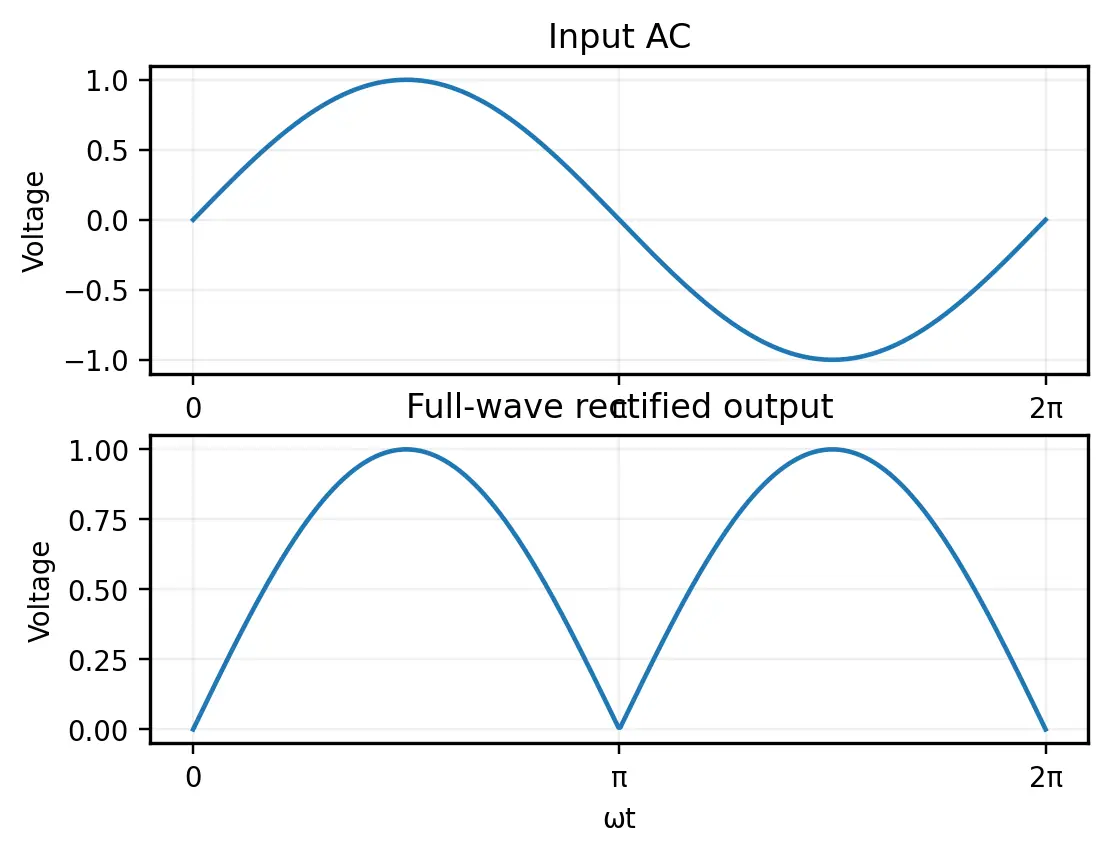 Input AC
Voltage
1.0
0.5
0.0
−0.5
−1.0
0 π 2π
Full-wave rectified output
Voltage
1.00
0.75
0.50
0.25
0.00
0 π 2π
ωt